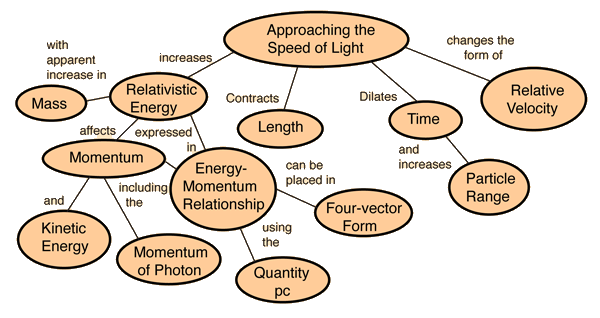 Approaching the
Speed of Light
increases
changes the
form of
with
apparent
increase in
Relativistic
Energy
Mass
Contracts
Dilates
Relative
Velocity
Length
Time
affects
expressed
in
and
increases
Momentum
Energy-
Momentum
Relationship
can be
placed in
Particle
Range
including
the
and
Four-vector
Form
Kinetic
Energy
using
the
Momentum
of Photon
Quantity
pc